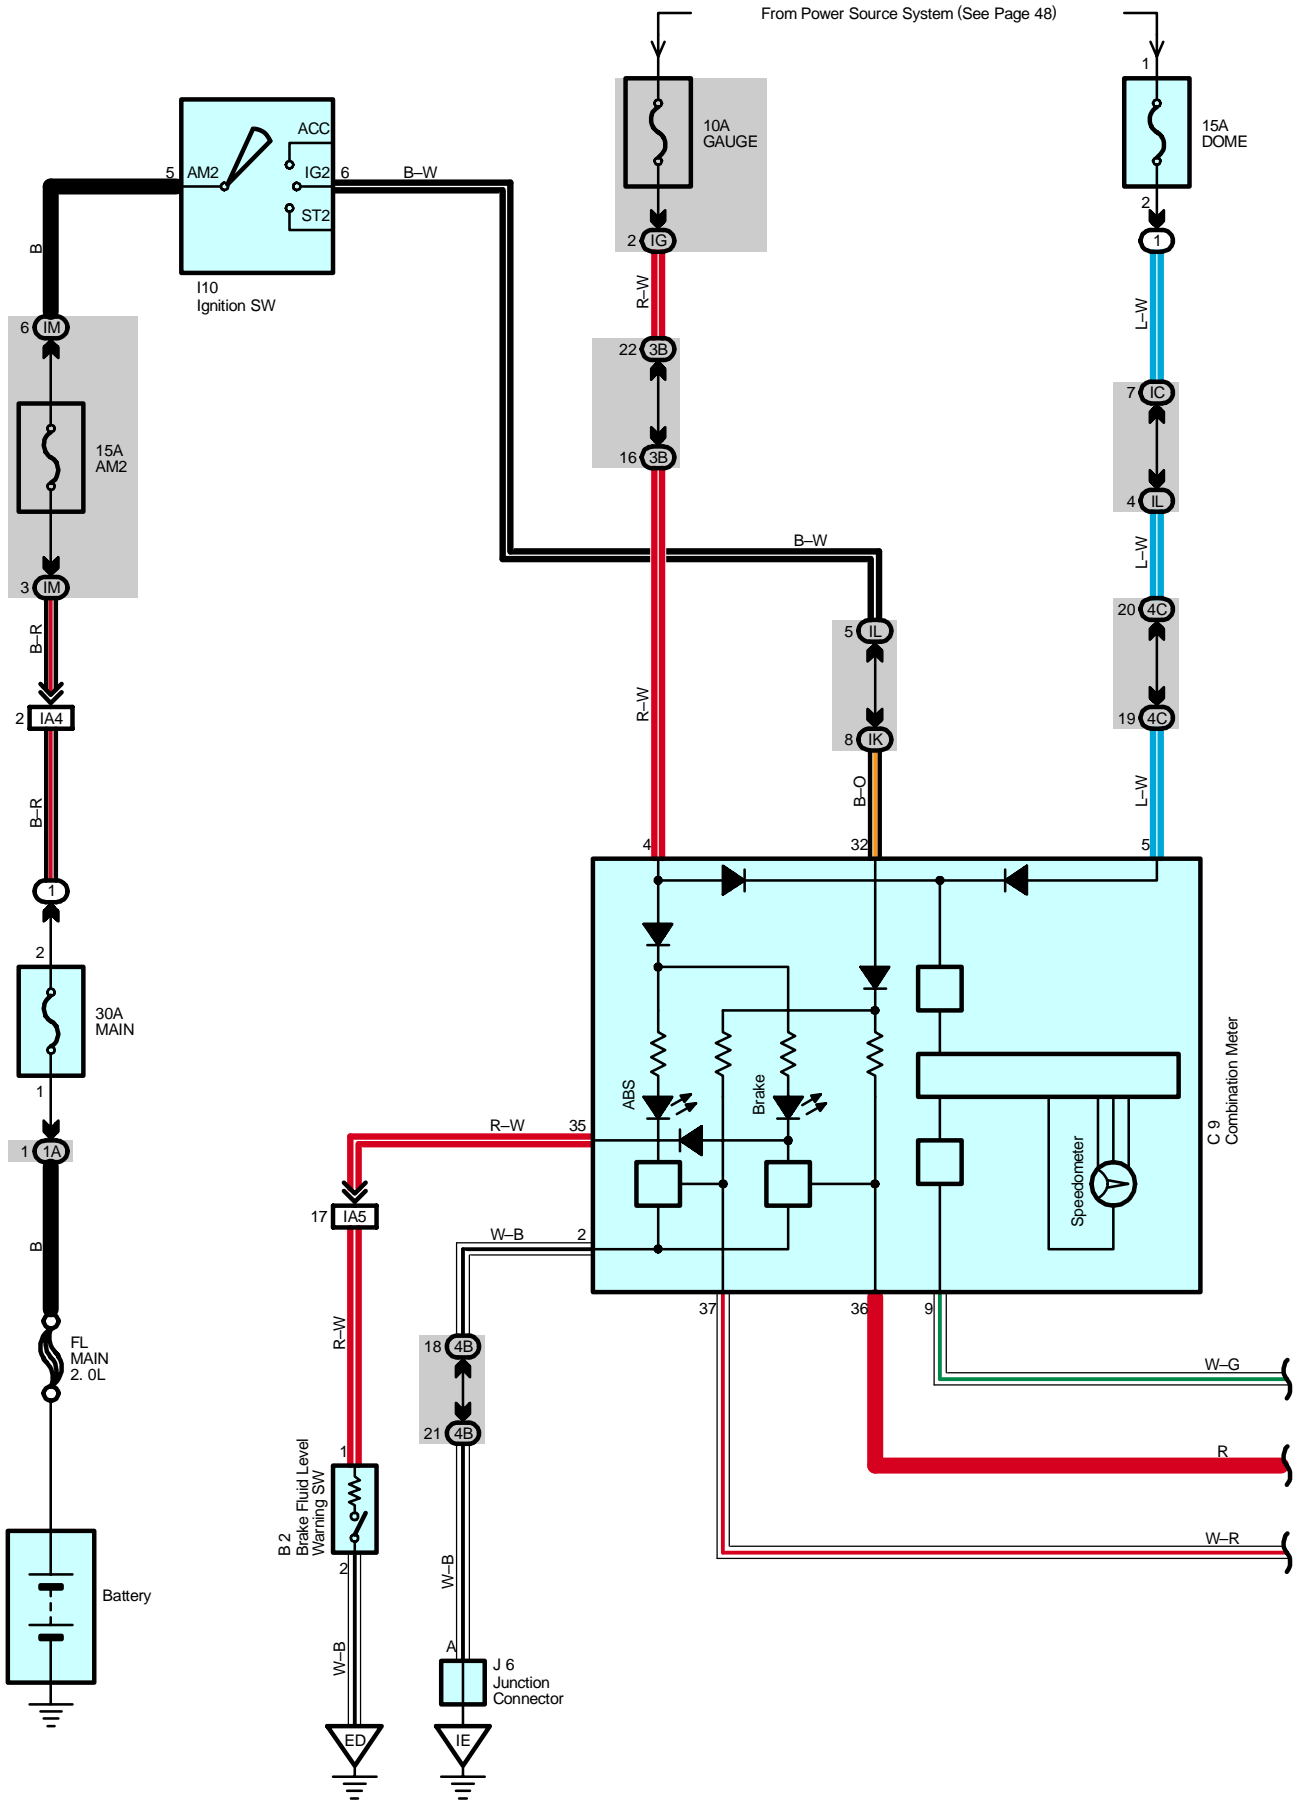 From Power Source System (See Page 48)
1
10A
GAUGE
15A
DOME
ACC
5
AM2
IG2
6
B–W
ST2
2
2
IG
1
B
I10
Ignition SW
R–W
L–W
6
IM
22
3B
7
IC
15A
AM2
16
3B
4
IL
B–W
L–W
3
IM
20
4C
B–R
5
IL
R–W
2
IA4
19
4C
8
IK
B–R
B–O
L–W
4
32
5
1
2
30A
MAIN
C 9
Combination Meter
ABS
Brake
1
R–W
35
1
1A
Speedometer
17
IA5
W–B
2
B
37
36
9
FL
MAIN
2. 0L
R–W
18
4B
W–G
21
4B
1
R
B 2
Brake Fluid Level
Warning SW
W–R
2
W–B
Battery
W–B
A
J 6
Junction
Connector
ED
IE